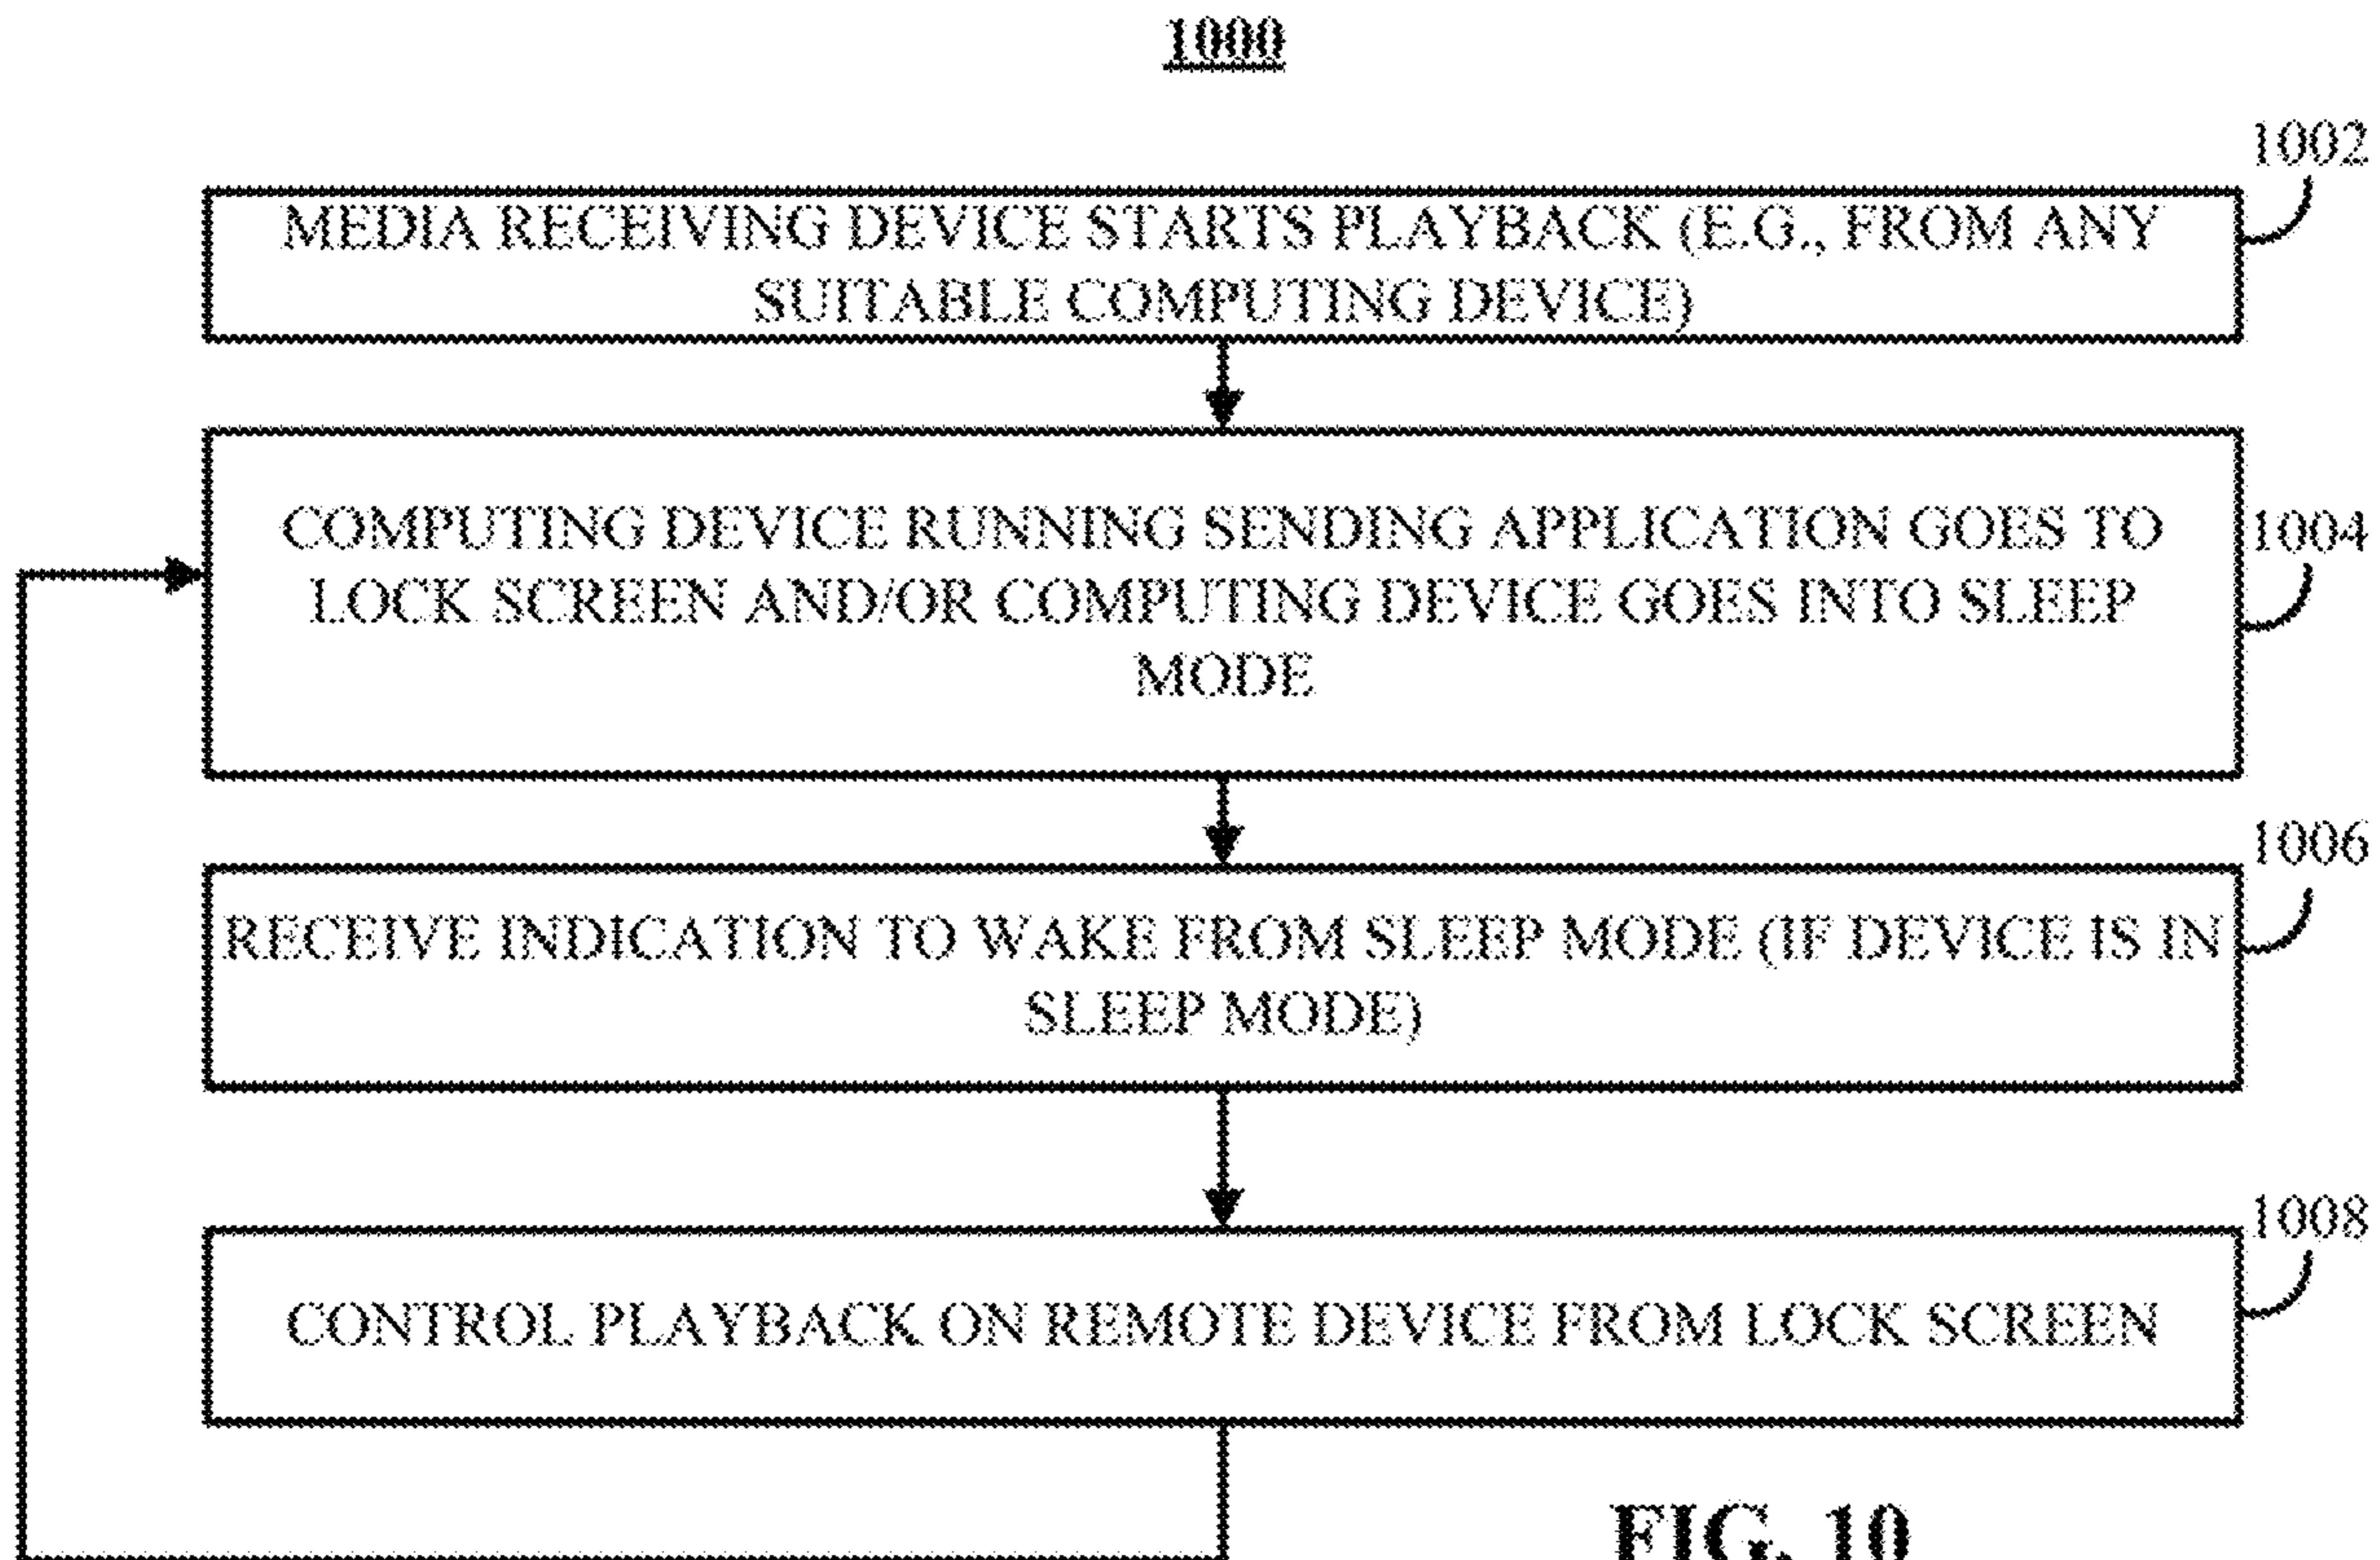 1000
1002
MEDIA RECEIVING DEVICE STARTS PLAYBACK (E.G., FROM ANY
SUITABLE COMPUTING DEVICE)
1004
COMPUTING DEVICE RUNNING SENDING APPLICATION GOES TO
LOCK SCREEN AND/OR COMPUTING DEVICE GOES INTO SLEEP
MODE
1006
RECEIVE INDICATION TO WAKE FROM SLEEP MODE (IF DEVICE IS IN
SLEEP MODE)
1008
CONTROL PLAYBACK ON REMOTE DEVICE FROM LOCK SCREEN
FIG. 10